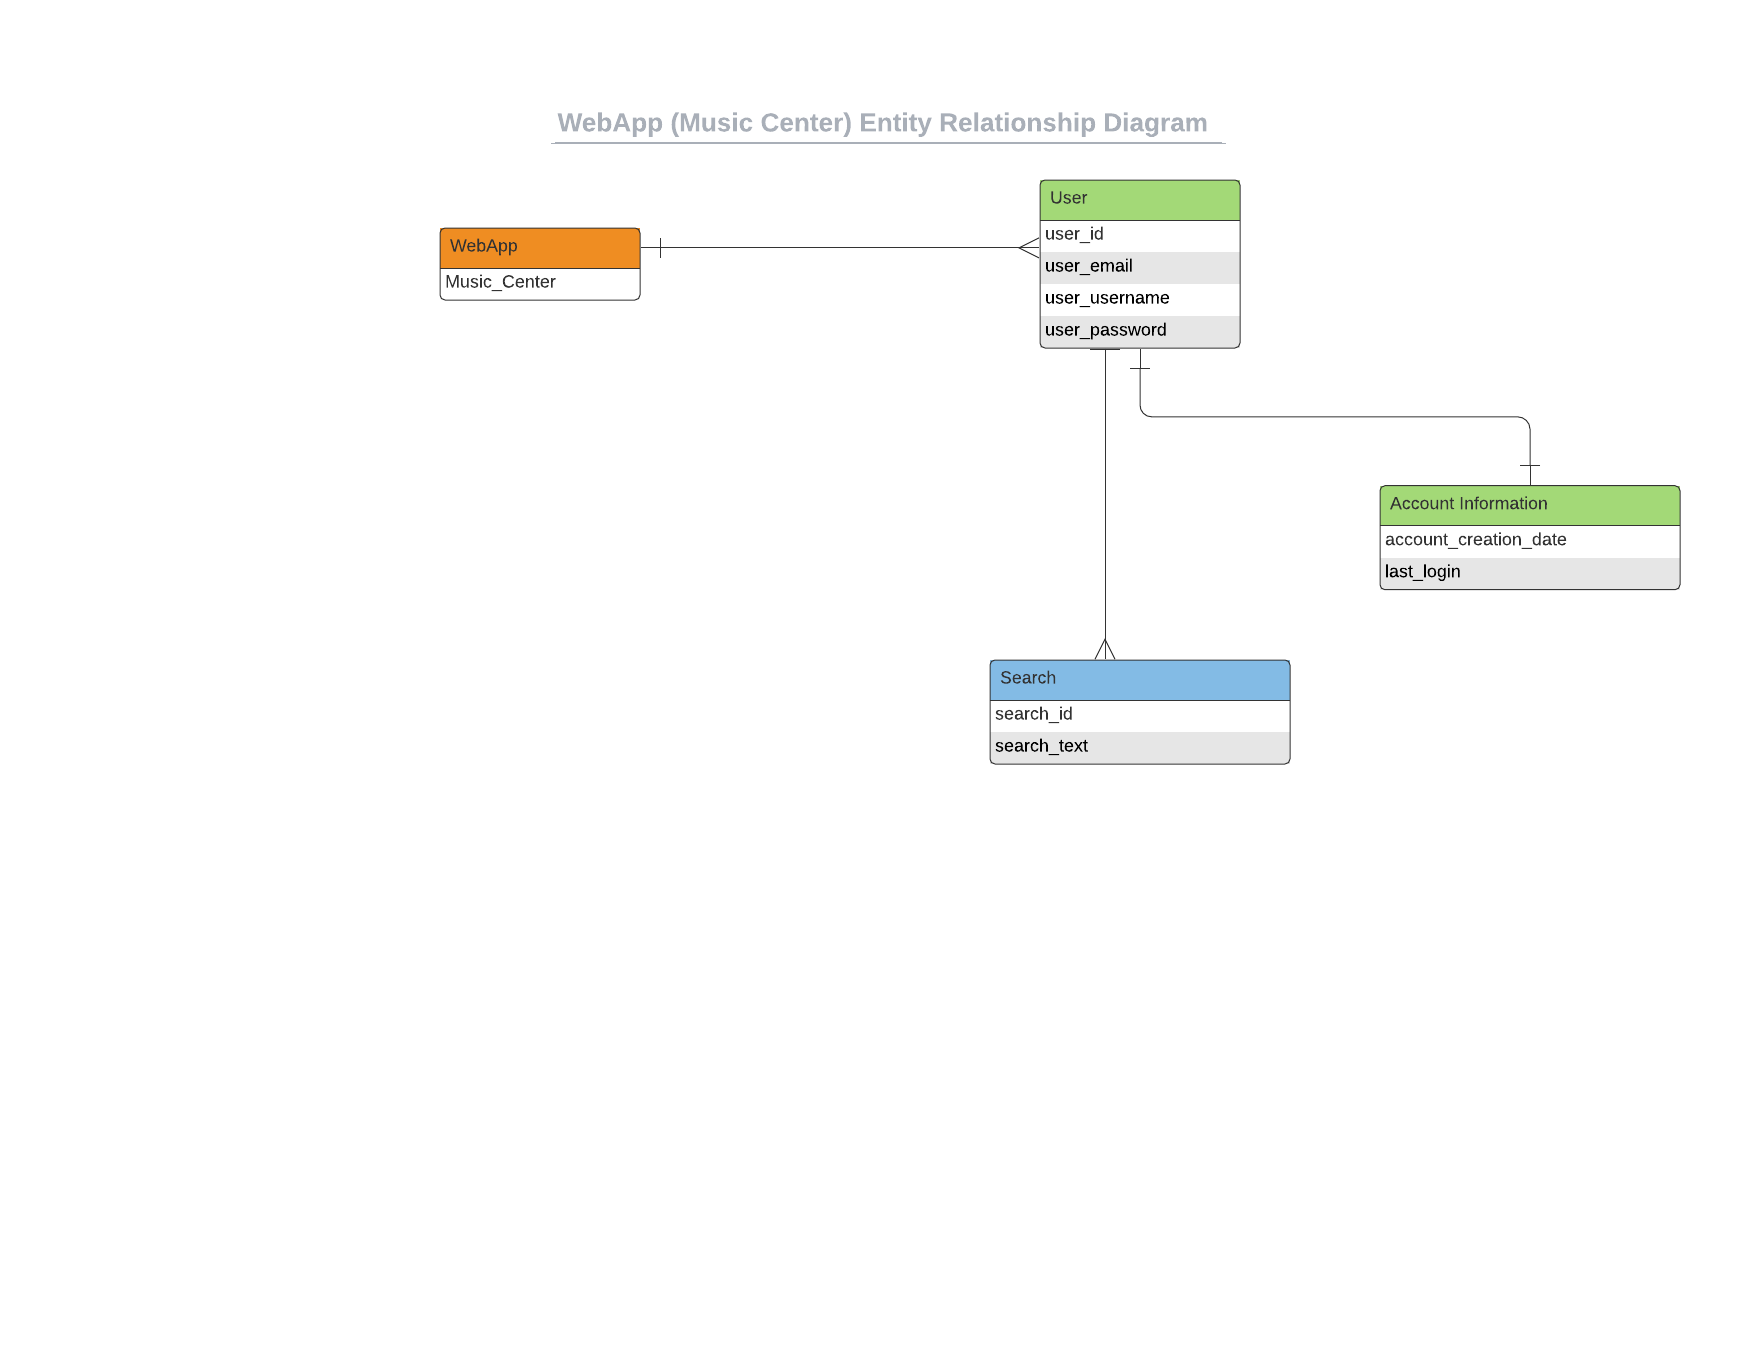 WebApp (Music Center) Entity Relationship Diagram
User
user_id
user_email
user_username
user_password
WebApp
Music_Center
Account Information
account_creation_date
last_login
Search
search_id
search_text